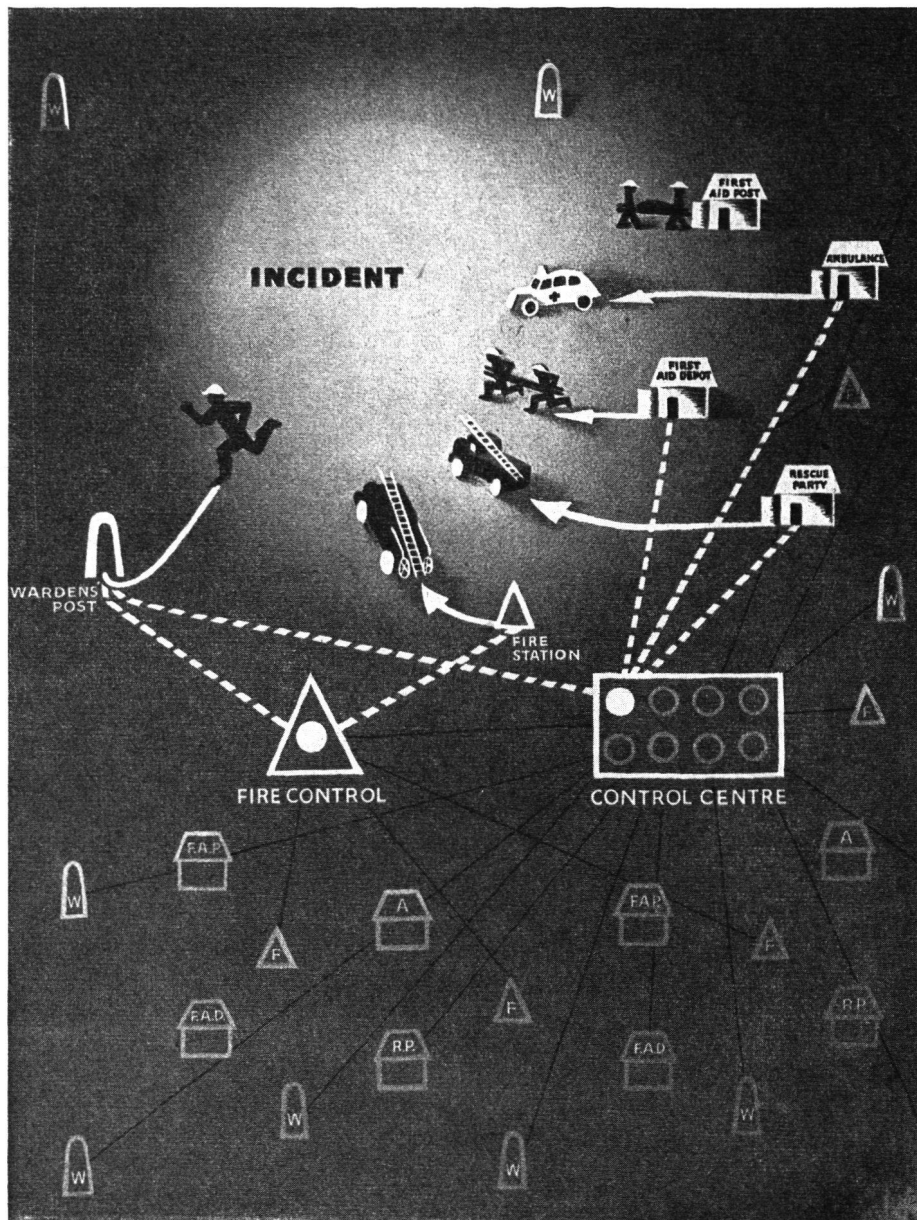 W
W
FIRST
AID POST
INCIDENT
AMBULANCE
FIRST
AID DEPOT
F
RESCUE
PARTY
WARDENS
POST
W
FIRE
STATION
F
FIRE CONTROL
CONTROL CENTRE
F.A.P.
A
W
A
F.A.P.
F
F
F.A.D.
F
R.P.
R.P.
F.A.D
W
W
W
W